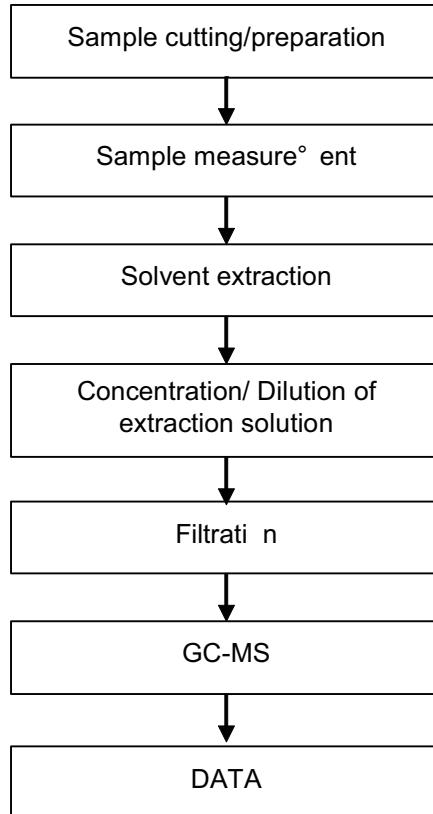 Sample cutting/preparation
Sample measure° ent
Solvent extraction
Concentration/ Dilution of
extraction solution
Filtrati n
GC-MS
DATA